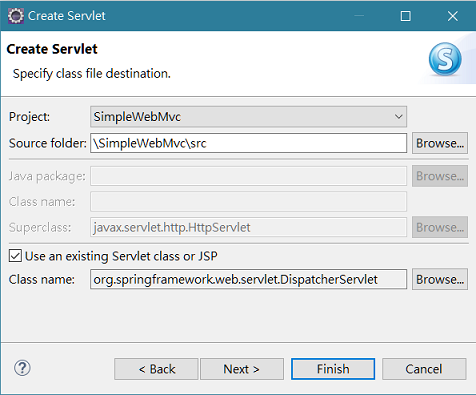 Create Servlet
Create Servlet
Specify class file destination.
S
Project: SimpleWebMvc
Source folder: \SimpleWebMvc\src Browse...
Java package: Browse...
Class name:
Superclass: javax.servlet.http.HttpServlet Browse...
Use an existing Servlet class or JSP
Class name: org.springframework.web.servlet.DispatcherServlet Browse...
? < Back Next > Finish Cancel